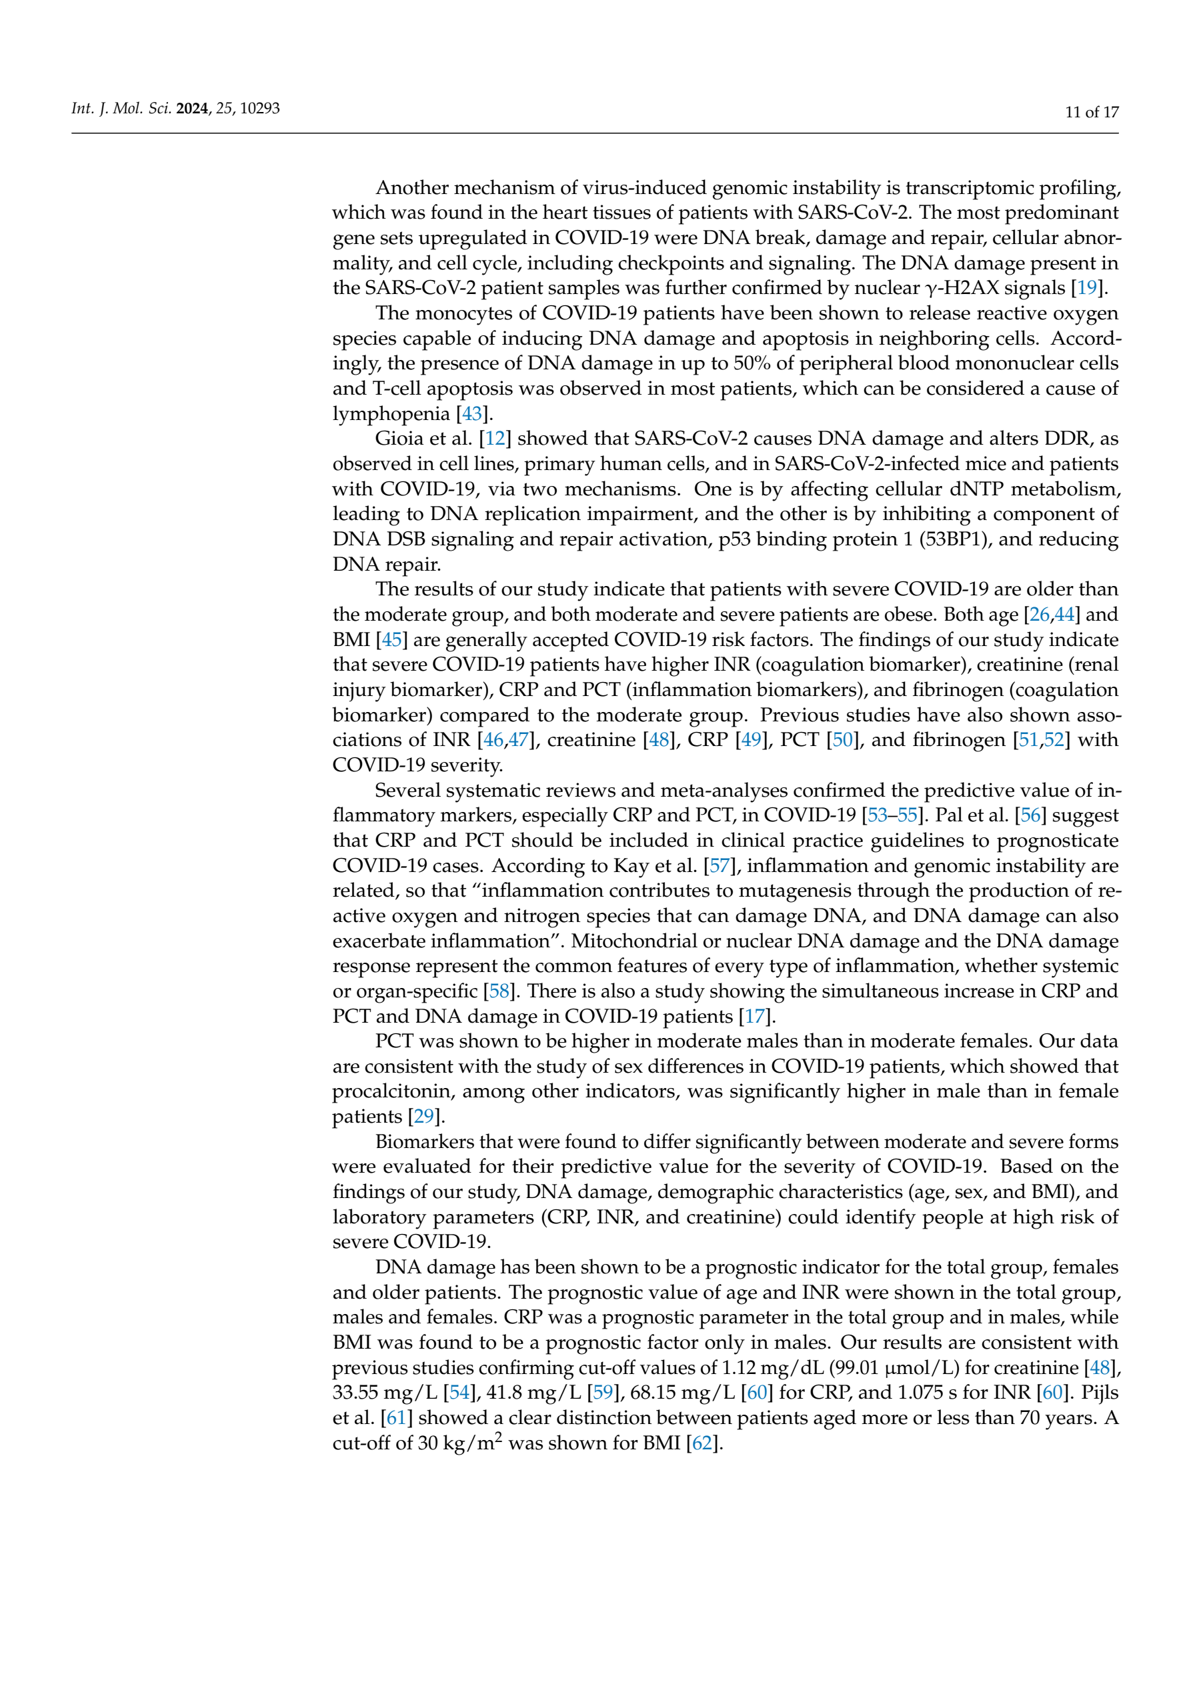 Int. J. Mol. Sci. 2024, 25, 10293
11 of 17
Another mechanism of virus-induced genomic instability is transcriptomic profiling,
which was found in the heart tissues of patients with SARS-CoV-2. The most predominant
gene sets upregulated in COVID-19 were DNA break, damage and repair, cellular abnor-
mality, and cell cycle, including checkpoints and signaling. The DNA damage present in
the SARS-CoV-2 patient samples was further confirmed by nuclear γ-H2AX signals [19].
The monocytes of COVID-19 patients have been shown to release reactive oxygen
species capable of inducing DNA damage and apoptosis in neighboring cells. Accord-
ingly, the presence of DNA damage in up to 50% of peripheral blood mononuclear cells
and T-cell apoptosis was observed in most patients, which can be considered a cause of
lymphopenia [43].
Gioia et al. [12] showed that SARS-CoV-2 causes DNA damage and alters DDR, as
observed in cell lines, primary human cells, and in SARS-CoV-2-infected mice and patients
with COVID-19, via two mechanisms. One is by affecting cellular dNTP metabolism,
leading to DNA replication impairment, and the other is by inhibiting a component of
DNA DSB signaling and repair activation, p53 binding protein 1 (53BP1), and reducing
DNA repair.
The results of our study indicate that patients with severe COVID-19 are older than
the moderate group, and both moderate and severe patients are obese. Both age [26,44] and
BMI [45] are generally accepted COVID-19 risk factors. The findings of our study indicate
that severe COVID-19 patients have higher INR (coagulation biomarker), creatinine (renal
injury biomarker), CRP and PCT (inflammation biomarkers), and fibrinogen (coagulation
biomarker) compared to the moderate group. Previous studies have also shown asso-
ciations of INR [46,47], creatinine [48], CRP [49], PCT [50], and fibrinogen [51,52] with
COVID-19 severity.
Several systematic reviews and meta-analyses confirmed the predictive value of in-
flammatory markers, especially CRP and PCT, in COVID-19 [53–55]. Pal et al. [56] suggest
that CRP and PCT should be included in clinical practice guidelines to prognosticate
COVID-19 cases. According to Kay et al. [57], inflammation and genomic instability are
related, so that “inflammation contributes to mutagenesis through the production of re-
active oxygen and nitrogen species that can damage DNA, and DNA damage can also
exacerbate inflammation”. Mitochondrial or nuclear DNA damage and the DNA damage
response represent the common features of every type of inflammation, whether systemic
or organ-specific [58]. There is also a study showing the simultaneous increase in CRP and
PCT and DNA damage in COVID-19 patients [17].
PCT was shown to be higher in moderate males than in moderate females. Our data
are consistent with the study of sex differences in COVID-19 patients, which showed that
procalcitonin, among other indicators, was significantly higher in male than in female
patients [29].
Biomarkers that were found to differ significantly between moderate and severe forms
were evaluated for their predictive value for the severity of COVID-19. Based on the
findings of our study, DNA damage, demographic characteristics (age, sex, and BMI), and
laboratory parameters (CRP, INR, and creatinine) could identify people at high risk of
severe COVID-19.
DNA damage has been shown to be a prognostic indicator for the total group, females
and older patients. The prognostic value of age and INR were shown in the total group,
males and females. CRP was a prognostic parameter in the total group and in males, while
BMI was found to be a prognostic factor only in males. Our results are consistent with
previous studies confirming cut-off values of 1.12 mg/dL (99.01 µmol/L) for creatinine [48],
33.55 mg/L [54], 41.8 mg/L [59], 68.15 mg/L [60] for CRP, and 1.075 s for INR [60]. Pijls
et al. [61] showed a clear distinction between patients aged more or less than 70 years. A
cut-off of 30 kg/m² was shown for BMI [62].